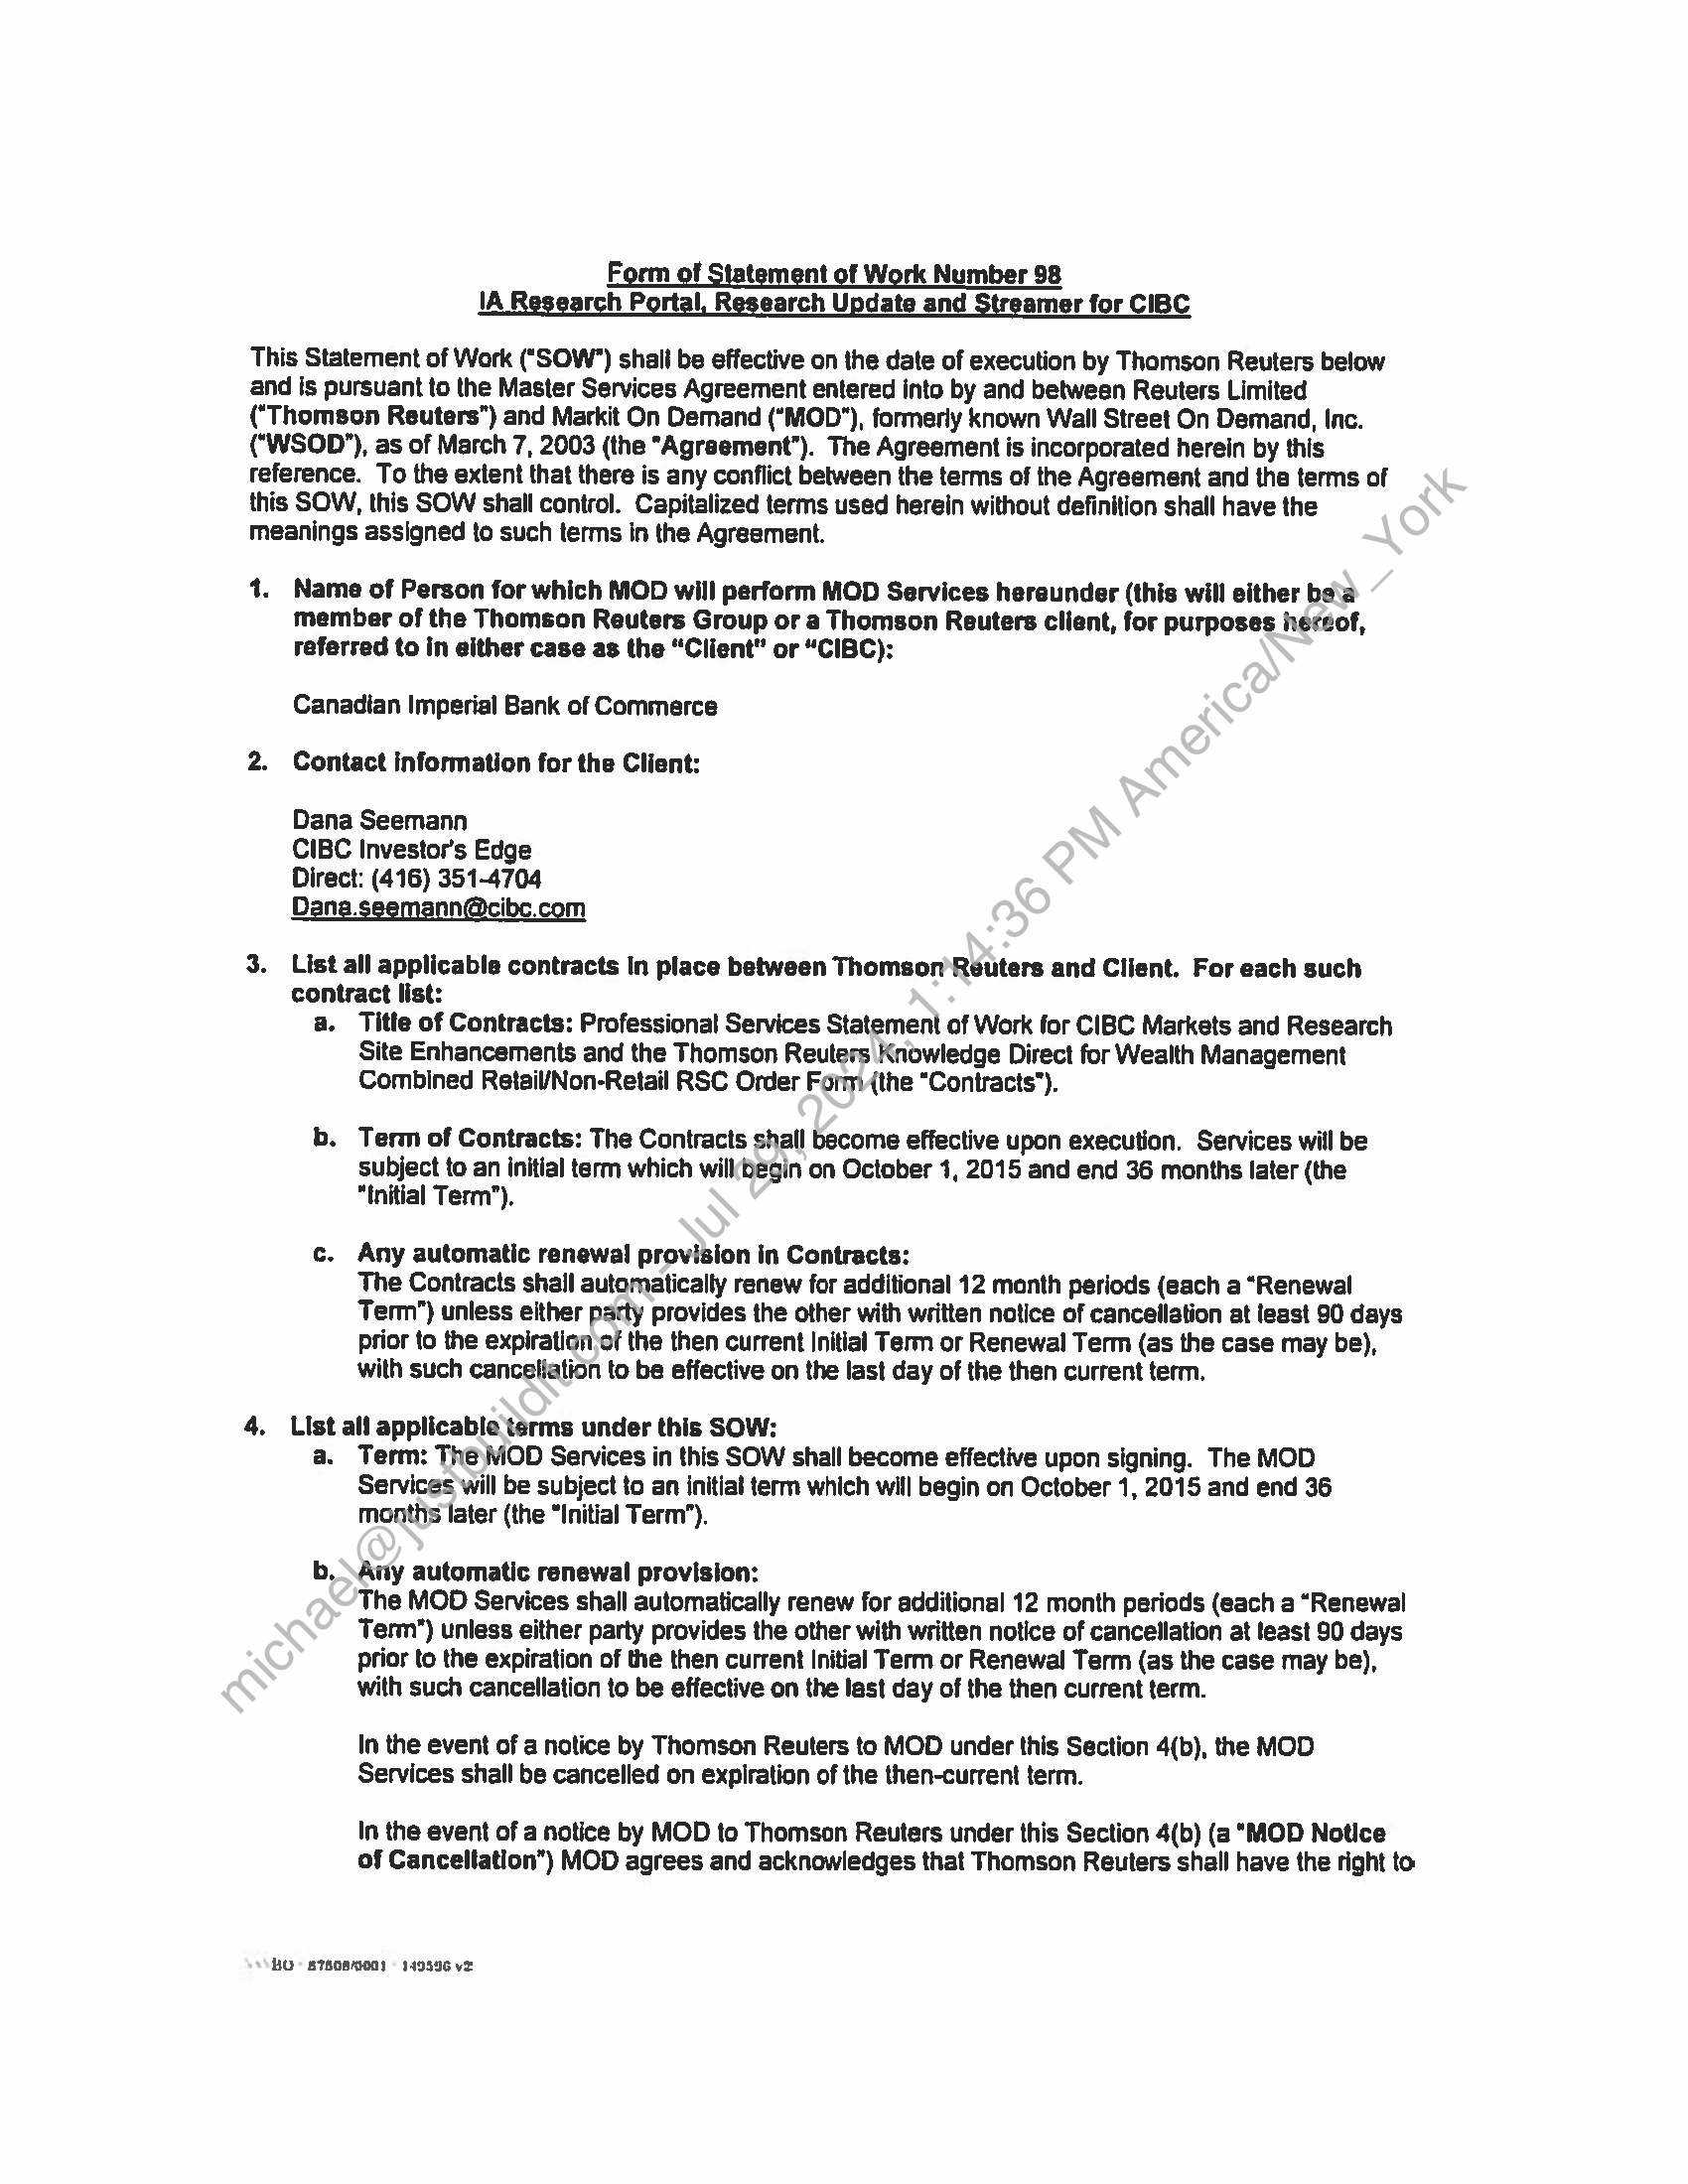 Form of Statement of Work Number 98
IA Research Portal, Research Update and Streamer for CIBC
This Statement of Work ("SOW") shall be effective on the date of execution by Thomson Reuters below
and is pursuant to the Master Services Agreement entered into by and between Reuters Limited
("Thomson Reuters") and Markit On Demand ("MOD"), formerly known Wall Street On Demand, Inc.
("WSOD"), as of March 7, 2003 (the "Agreement"). The Agreement is incorporated herein by this
reference. To the extent that there is any conflict between the terms of the Agreement and the terms of
this SOW, this SOW shall control. Capitalized terms used herein without definition shall have the
meanings assigned to such terms in the Agreement.
1. Name of Person for which MOD will perform MOD Services hereunder (this will either be a
member of the Thomson Reuters Group or a Thomson Reuters client, for purposes hereof,
referred to in either case as the "Client" or "CIBC):
Canadian Imperial Bank of Commerce
2. Contact information for the Client:
Dana Seemann
CIBC Investor's Edge
Direct: (416) 351-4704
Dana.seemann@cibc.com
3. List all applicable contracts in place between Thomson Reuters and Client. For each such
contract list:
a. Title of Contracts: Professional Services Statement of Work for CIBC Markets and Research
Site Enhancements and the Thomson Reuters Knowledge Direct for Wealth Management
Combined Retail/Non-Retail RSC Order Form (the "Contracts").
b. Term of Contracts: The Contracts shall become effective upon execution. Services will be
subject to an initial term which will begin on October 1, 2015 and end 36 months later (the
"Initial Term").
c. Any automatic renewal provision in Contracts:
The Contracts shall automatically renew for additional 12 month periods (each a "Renewal
Term") unless either party provides the other with written notice of cancellation at least 90 days
prior to the expiration of the then current Initial Term or Renewal Term (as the case may be),
with such cancellation to be effective on the last day of the then current term.
4. List all applicable terms under this SOW:
a. Term: The MOD Services in this SOW shall become effective upon signing. The MOD
Services will be subject to an initial term which will begin on October 1, 2015 and end 36
months later (the "Initial Term").
b. Any automatic renewal provision:
The MOD Services shall automatically renew for additional 12 month periods (each a "Renewal
Term") unless either party provides the other with written notice of cancellation at least 90 days
prior to the expiration of the then current Initial Term or Renewal Term (as the case may be),
with such cancellation to be effective on the last day of the then current term.
In the event of a notice by Thomson Reuters to MOD under this Section 4(b), the MOD
Services shall be cancelled on expiration of the then-current term.
In the event of a notice by MOD to Thomson Reuters under this Section 4(b) (a "MOD Notice
of Cancellation") MOD agrees and acknowledges that Thomson Reuters shall have the right to
v2
michael@justbuildit.com - Jul 29, 2024, 1:14:36 PM America/New_York